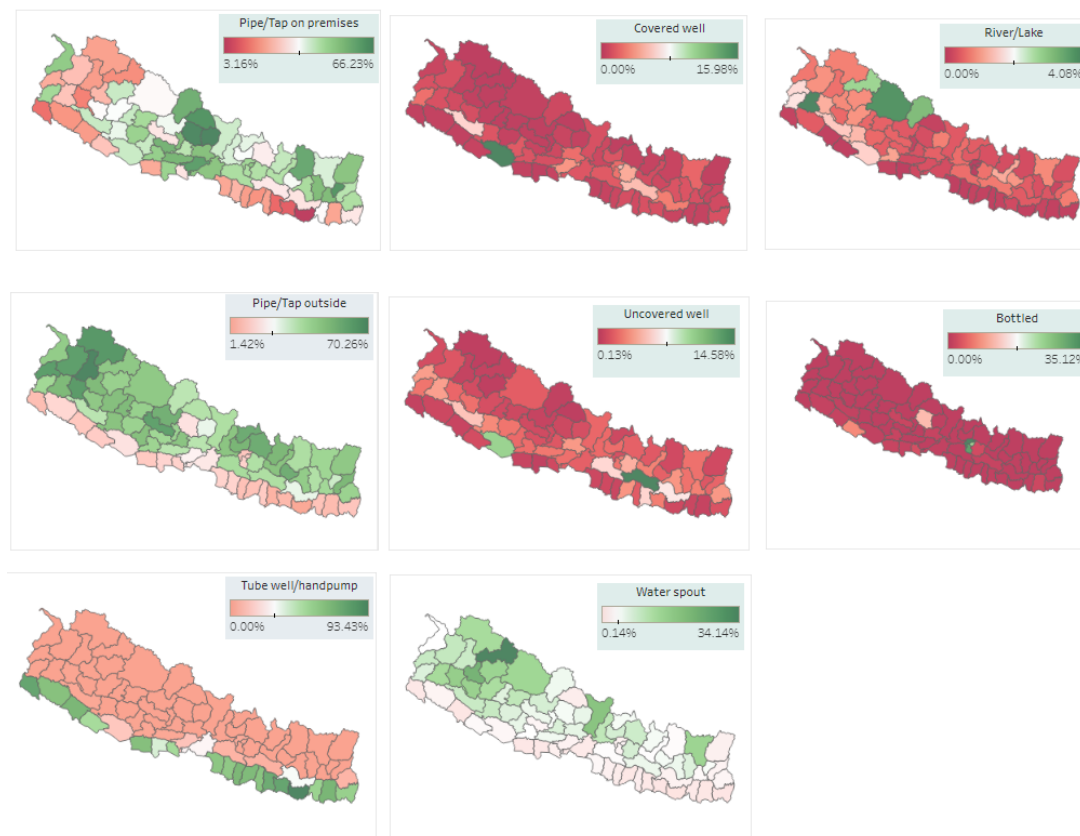 Pipe/Tap on premises
3.16% 66.23%
Covered well
0.00% 15.98%
River/Lake
0.00% 4.08%
Pipe/Tap outside
1.42% 70.26%
Uncovered well
0.13% 14.58%
Bottled
0.00% 35.12%
Tube well/handpump
0.00% 93.43%
Water spout
0.14% 34.14%